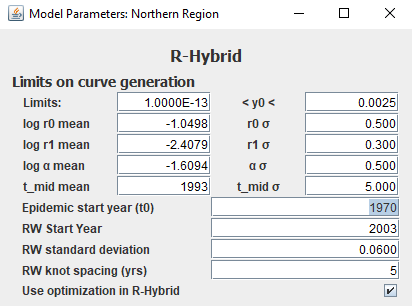 Model Parameters: Northern Region
R-Hybrid
Limits on curve generation
Limits: 1.0000E-13 < y0 < 0.0025
log r0 mean -1.0498 r0 σ 0.500
log r1 mean -2.4079 r1 σ 0.300
log α mean -1.6094 α σ 0.500
t_mid mean 1993 t_mid σ 5.000
Epidemic start year (t0) 1970
RW Start Year 2003
RW standard deviation 0.0600
RW knot spacing (yrs) 5
Use optimization in R-Hybrid